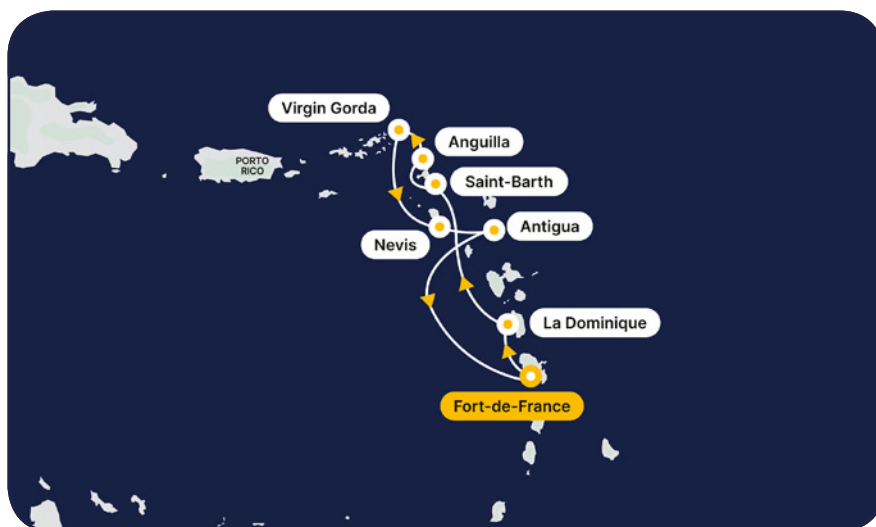 Virgin Gorda
Anguilla
PORTO
RICO
Saint-Barth
Antigua
Nevis
La Dominique
Fort-de-France